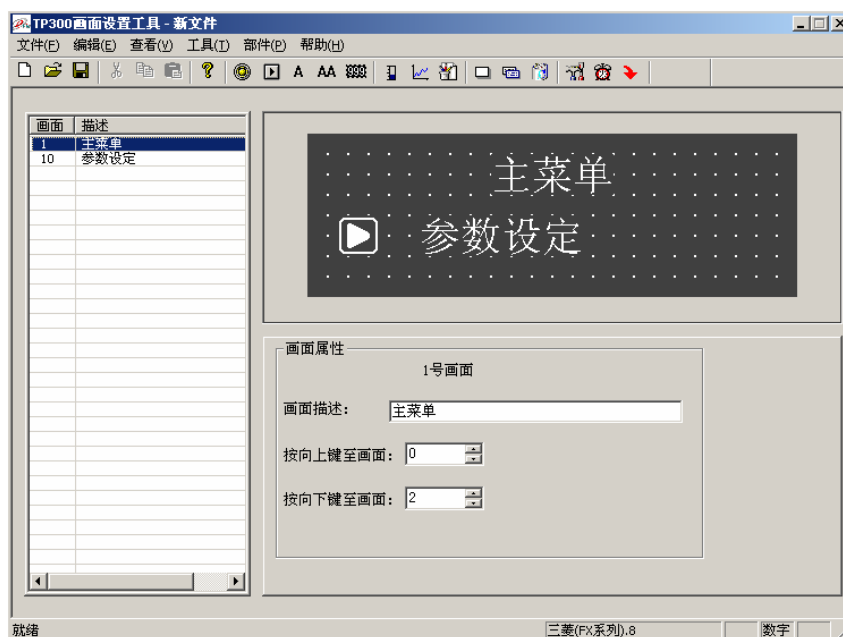 TP300画面设置工具 - 新文件
文件(F) 编辑(E) 查看(V) 工具(T) 部件(P) 帮助(H)
A AA
画面 描述
1 主菜单
10 参数设定
主菜单
参数设定
画面属性
1号画面
画面描述： 主菜单
按向上键至画面： 0
按向下键至画面： 2
就绪 三菱(FX系列).8 数字